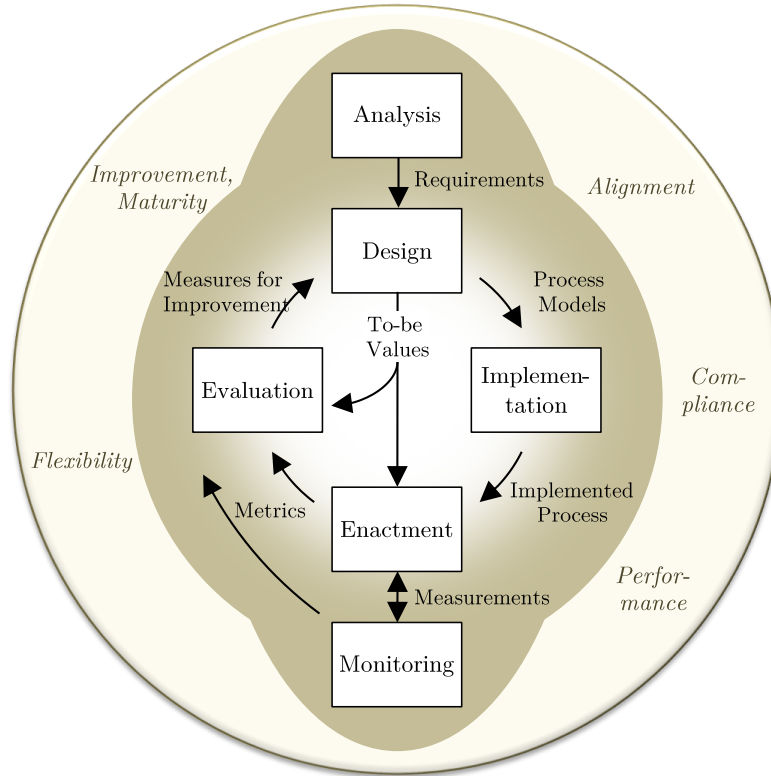 Analysis
Requirements
Improvement,
Maturity
Alignment
Design
Measures for
Improvement
Process
Models
To-be
Values
Evaluation
Implemen-
tation
Com-
pliance
Flexibility
Metrics
Implemented
Process
Enactment
Perfor-
mance
Measurements
Monitoring